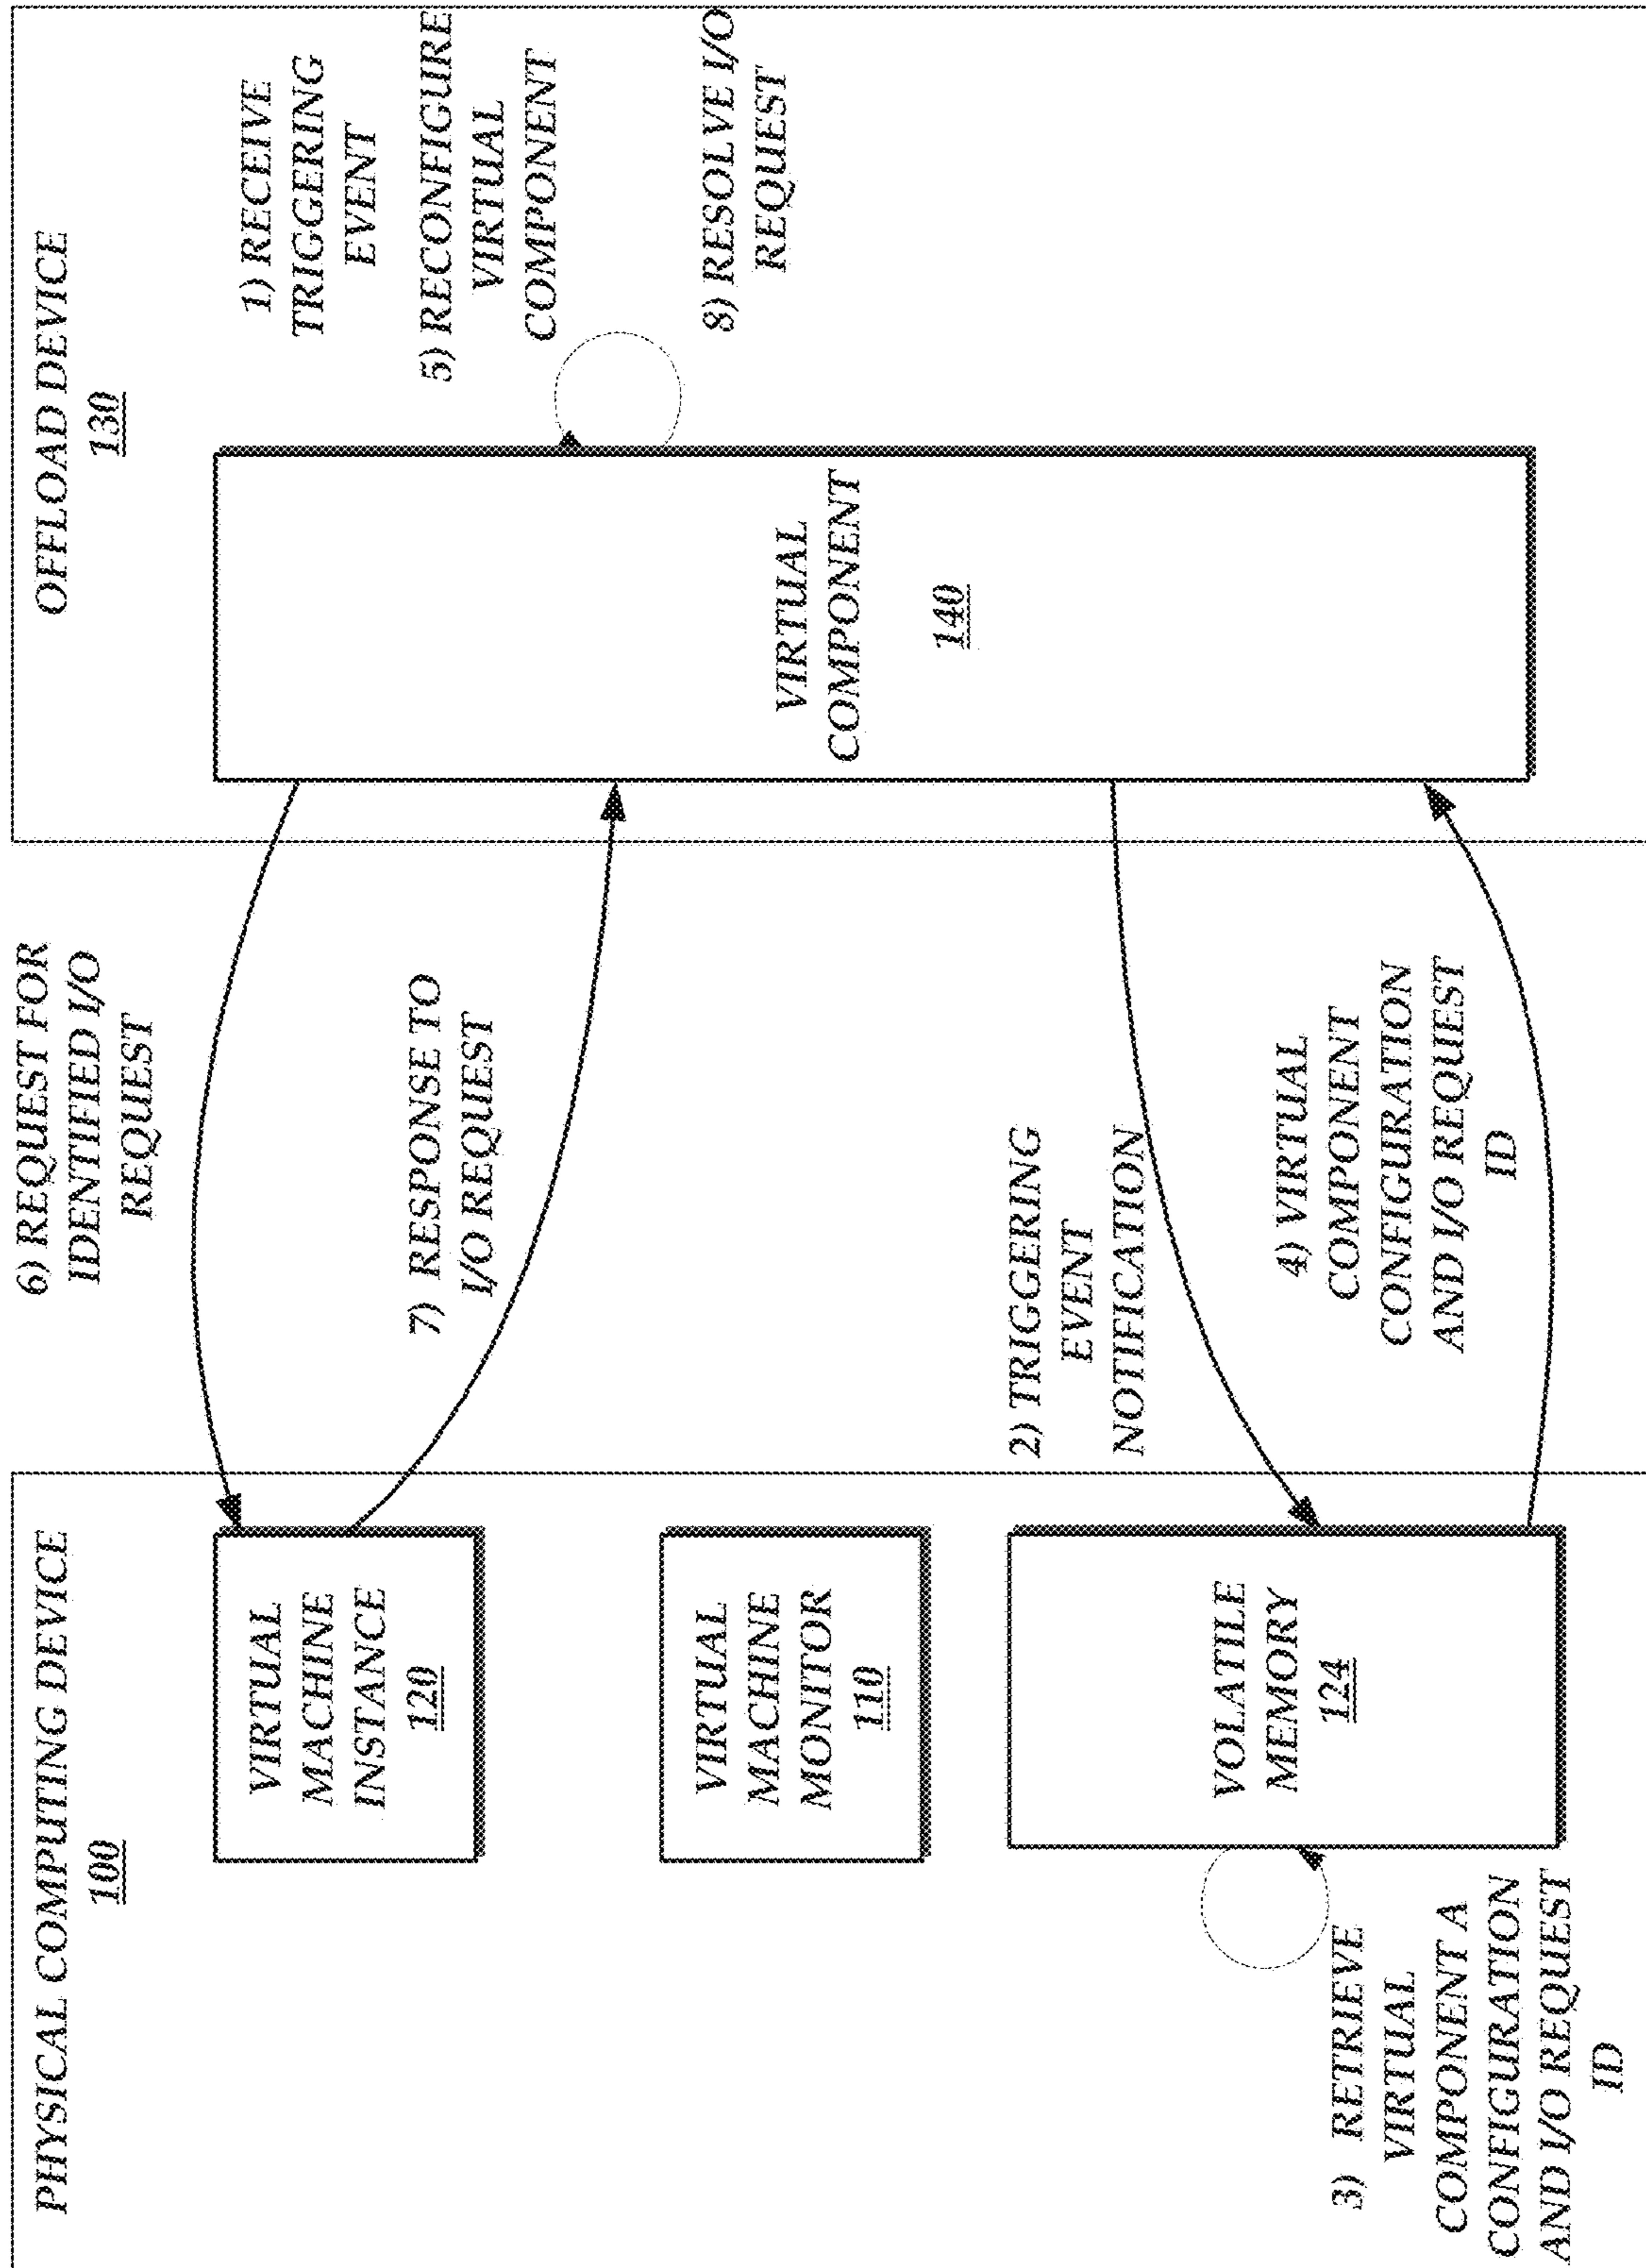 PHYSICAL COMPUTING DEVICE
100
VIRTUAL
MACHINE
INSTANCE
120
VIRTUAL
MACHINE
MONITOR
110
VOLATILE
MEMORY
124
3) RETRIEVE
VIRTUAL
COMPONENT A
CONFIGURATION
AND I/O REQUEST
ID
6) REQUEST FOR
IDENTIFIED I/O
REQUEST
7) RESPONSE TO
I/O REQUEST
2) TRIGGERING
EVENT
NOTIFICATION
4) VIRTUAL
COMPONENT
CONFIGURATION
AND I/O REQUEST
ID
OFFLOAD DEVICE
130
VIRTUAL
COMPONENT
140
1) RECEIVE
TRIGGERING
EVENT
5) RECONFIGURE
VIRTUAL
COMPONENT
8) RESOLVE I/O
REQUEST